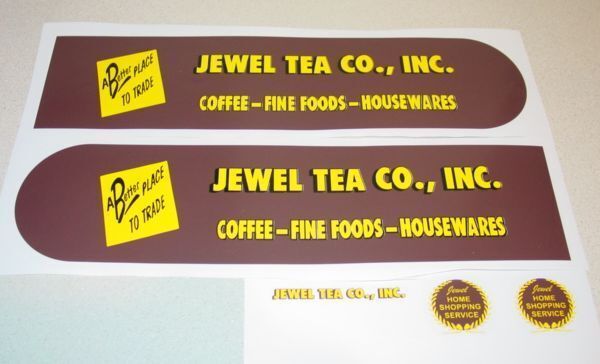 A Better PLACE
TO TRADE
JEWEL TEA CO., INC.
COFFEE – FINE FOODS – HOUSEWARES
A Better PLACE
TO TRADE
JEWEL TEA CO., INC.
COFFEE – FINE FOODS – HOUSEWARES
JEWEL TEA CO., INC.
Jewel
HOME
SHOPPING
SERVICE
Jewel
HOME
SHOPPING
SERVICE